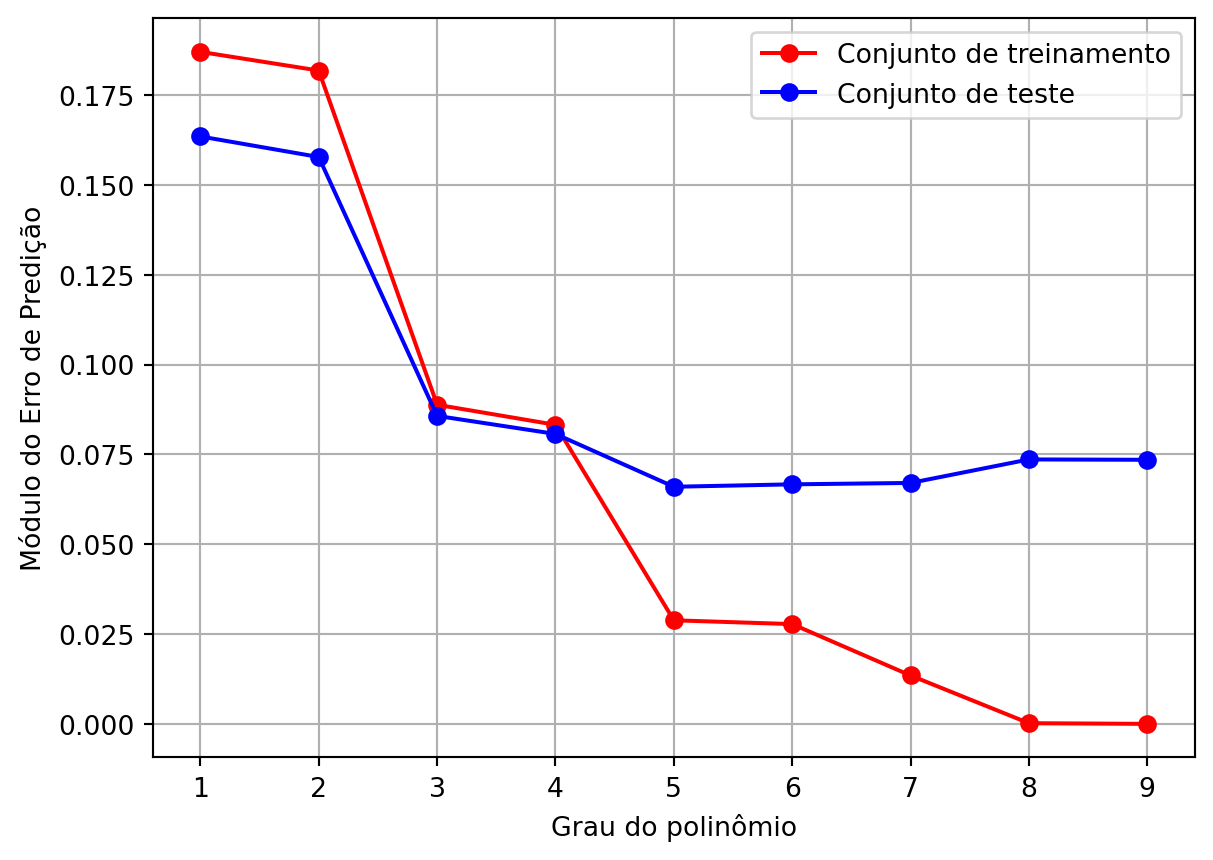 Conjunto de treinamento
Conjunto de teste
Módulo do Erro de Predição
0.175
0.150
0.125
0.100
0.075
0.050
0.025
0.000
1 2 3 4 5 6 7 8 9
Grau do polinômio